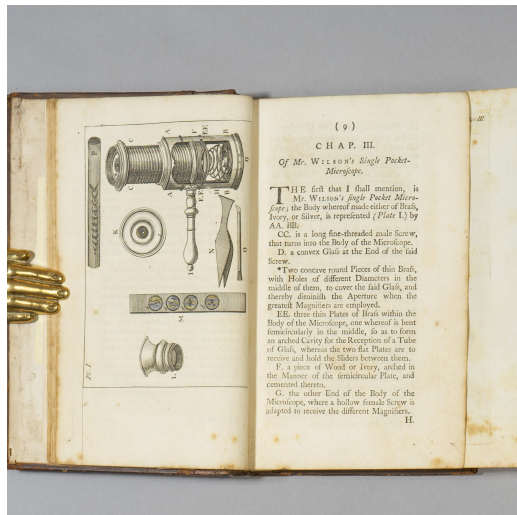 Pl. I.
(9)
CHAP. III.
Of Mr. WILSON's Single Pocket-
Microscope.
THE first that I shall mention, is
Mr. WILSON's single Pocket Micro-
scope; the Body whereof made either of Brass,
Ivory, or Silver, is represented (Plate I.) by
AA. BB.
CC. is a long fine-threaded male Screw,
that turns into the Body of the Microscope.
D. a convex Glass at the End of the said
Screw.
*Two concave round Pieces of thin Brass,
with Holes of different Diameters in the
middle of them, to cover the said Glass, and
thereby diminish the Aperture when the
greatest Magnifiers are employed.
EE. three thin Plates of Brass within the
Body of the Microscope, one whereof is bent
semicircularly in the middle, so as to form
an arched Cavity for the Reception of a Tube
of Glass, whereas the two flat Plates are to
receive and hold the Sliders between them.
F. a piece of Wood or Ivory, arched in
the Manner of the semicircular Plate, and
cemented thereto.
G. the other End of the Body of the
Microscope, where a hollow female Screw is
adapted to receive the different Magnifiers.
H.